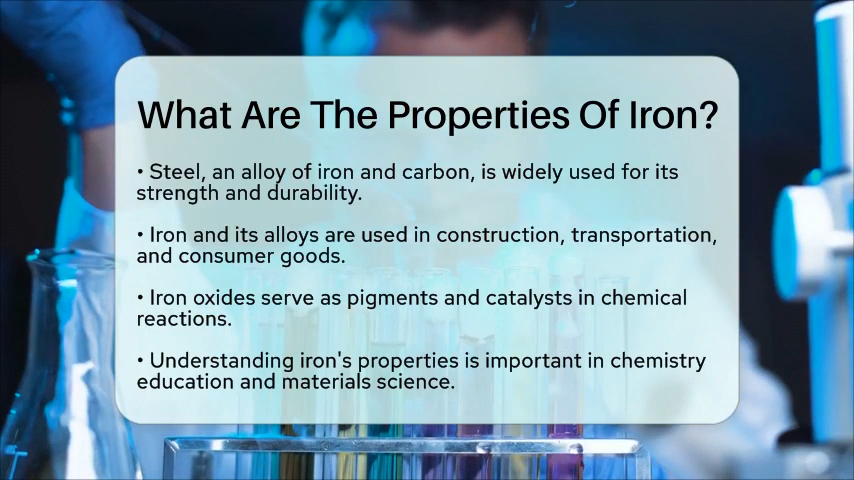 What Are The Properties Of Iron?
• Steel, an alloy of iron and carbon, is widely used for its
strength and durability.
• Iron and its alloys are used in construction, transportation,
and consumer goods.
• Iron oxides serve as pigments and catalysts in chemical
reactions.
• Understanding iron's properties is important in chemistry
education and materials science.